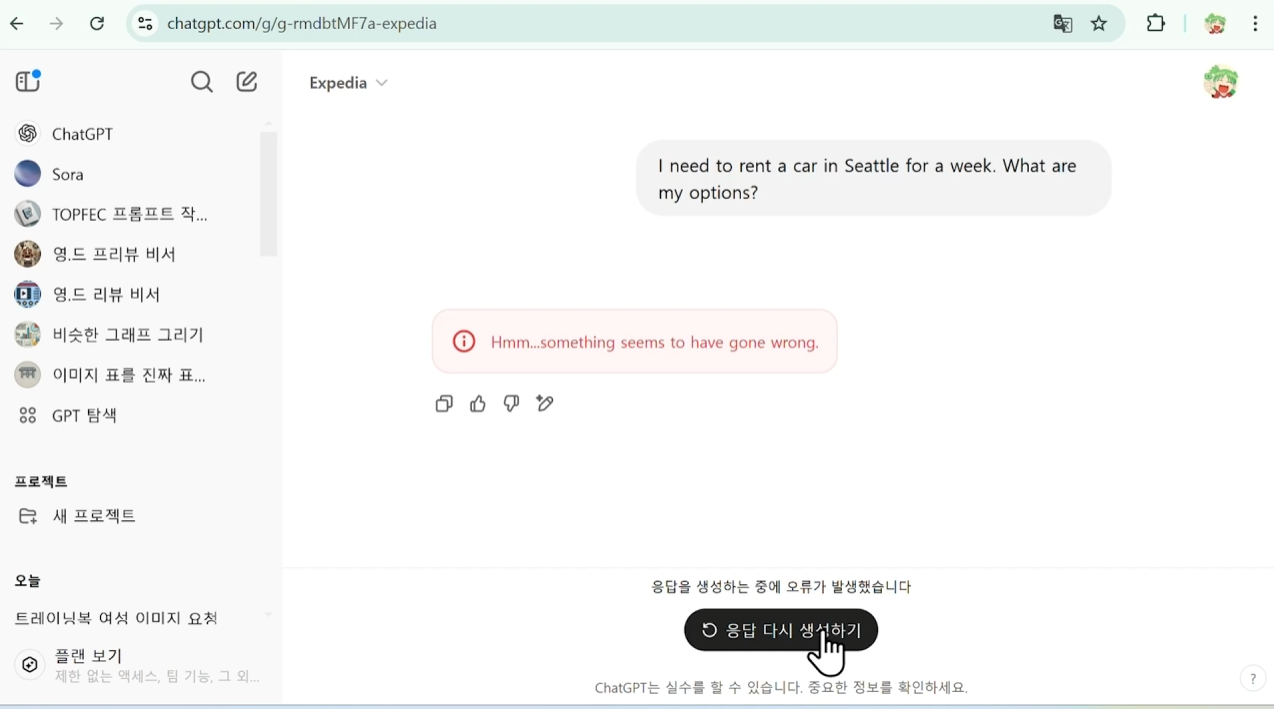 chatgpt.com/g/g-rmdbtMF7a-expedia
Expedia
ChatGPT
Sora
TOPFEC 프롬프트 작...
영.드 프리뷰 비서
영.드 리뷰 비서
비슷한 그래프 그리기
이미지 표를 진짜 표...
GPT 탐색
프로젝트
새 프로젝트
오늘
트레이닝복 여성 이미지 요청
플랜 보기
제한 없는 액세스, 팀 기능, 그 외...
I need to rent a car in Seattle for a week. What are
my options?
Hmm...something seems to have gone wrong.
응답을 생성하는 중에 오류가 발생했습니다
응답 다시 생성하기
ChatGPT는 실수를 할 수 있습니다. 중요한 정보를 확인하세요.
?